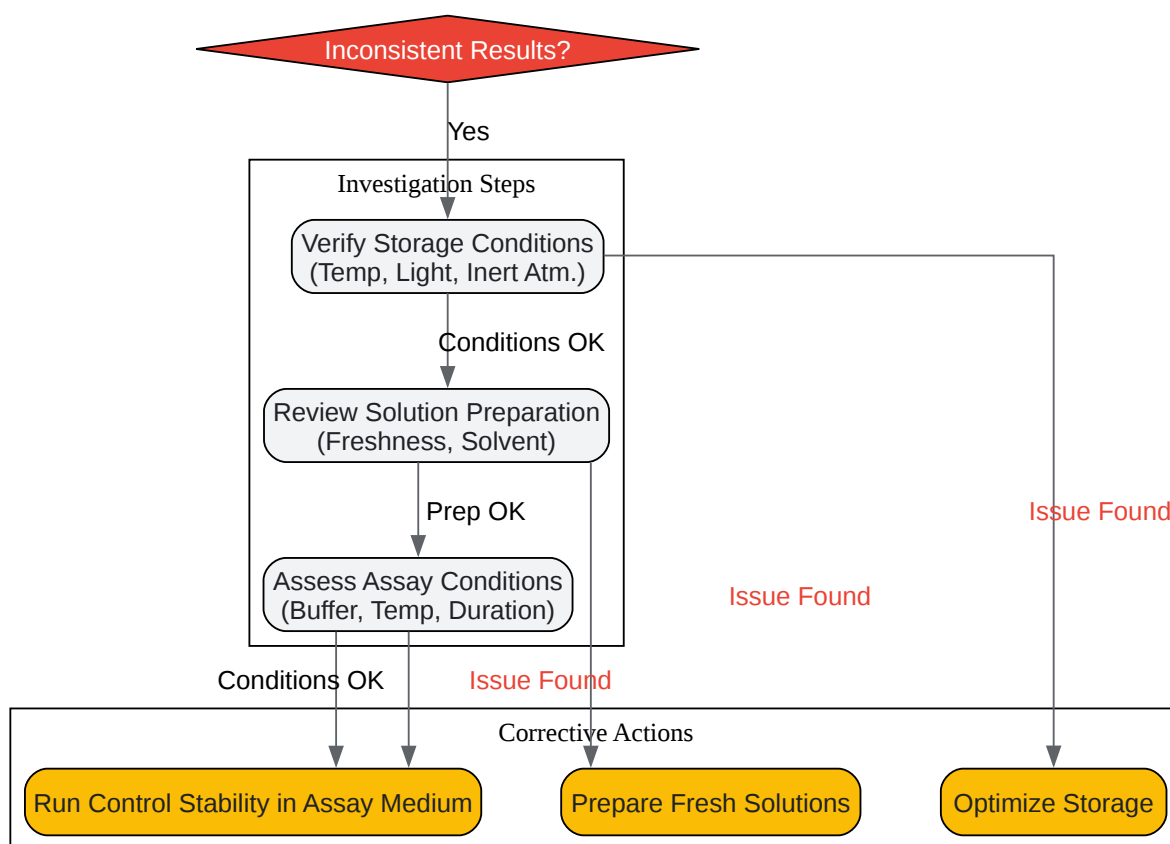 Inconsistent Results?
Yes
Investigation Steps
Verify Storage Conditions
(Temp, Light, Inert Atm.)
Conditions OK
Review Solution Preparation
(Freshness, Solvent)
Prep OK
Issue Found
Assess Assay Conditions
(Buffer, Temp, Duration)
Issue Found
Conditions OK
Issue Found
Corrective Actions
Run Control Stability in Assay Medium
Prepare Fresh Solutions
Optimize Storage